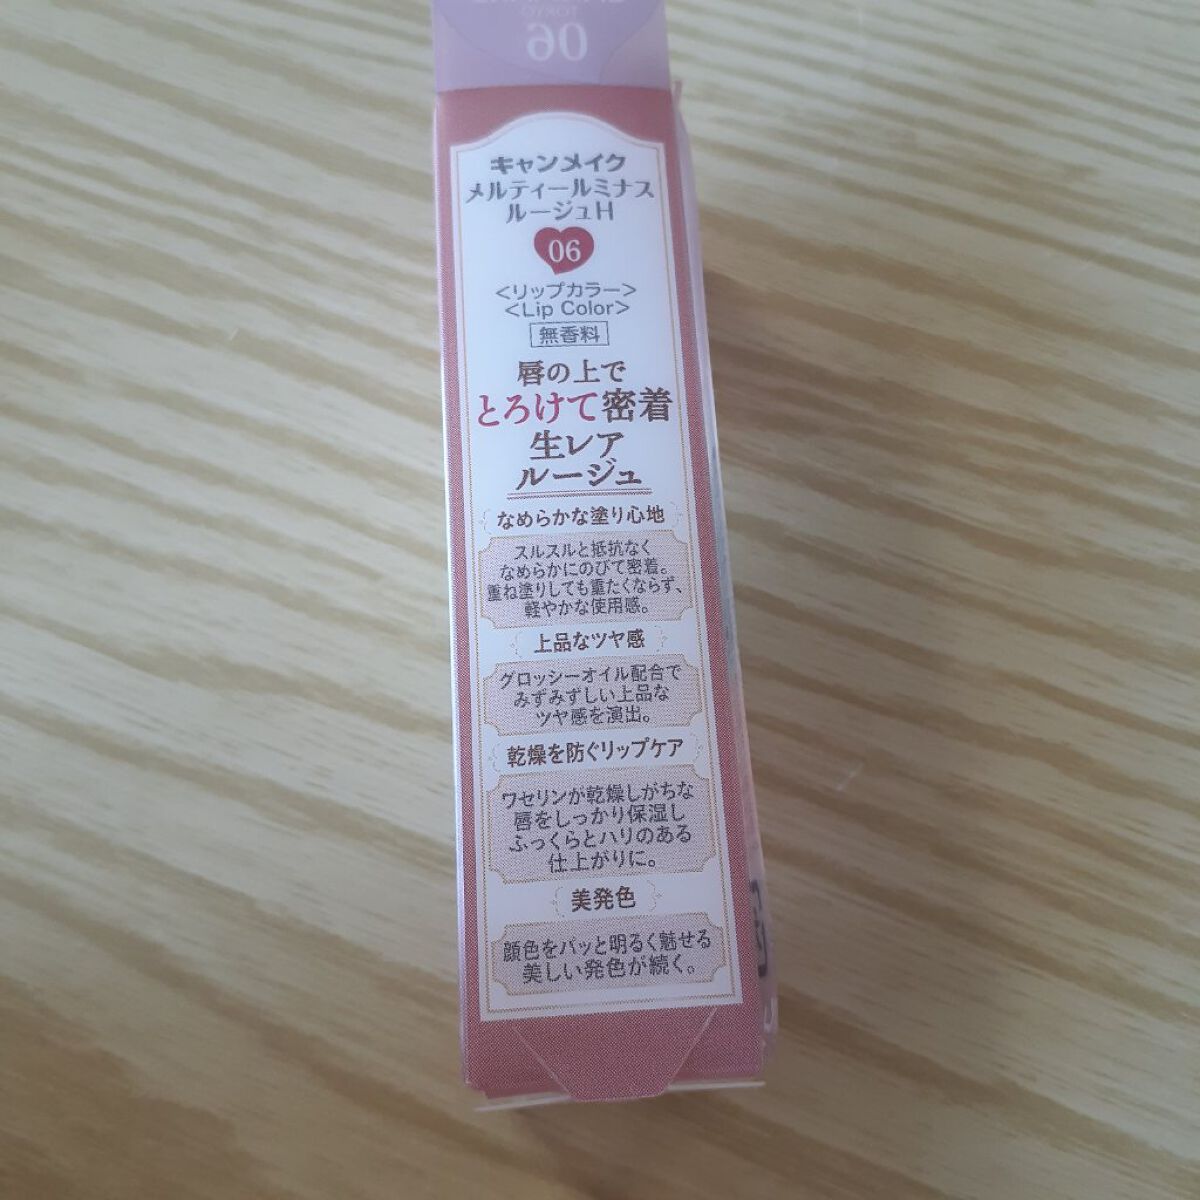 06
キャンメイク
メルティールミナス
ルージュH
06
<リップカラー>
<Lip Color>
無香料
唇の上で
とろけて密着
生レア
ルージュ
なめらかな塗り心地
スルスルと抵抗なく
なめらかにのびて密着。
重ね塗りしても重たくならず、
軽やかな使用感。
上品なツヤ感
グロッシーオイル配合で
みずみずしい上品な
ツヤ感を演出。
乾燥を防ぐリップケア
ワセリンが乾燥しがちな
唇をしっかり保湿し
ふっくらとハリのある
仕上がりに。
美発色
顔色をパッと明るく魅せる
美しい発色が続く。